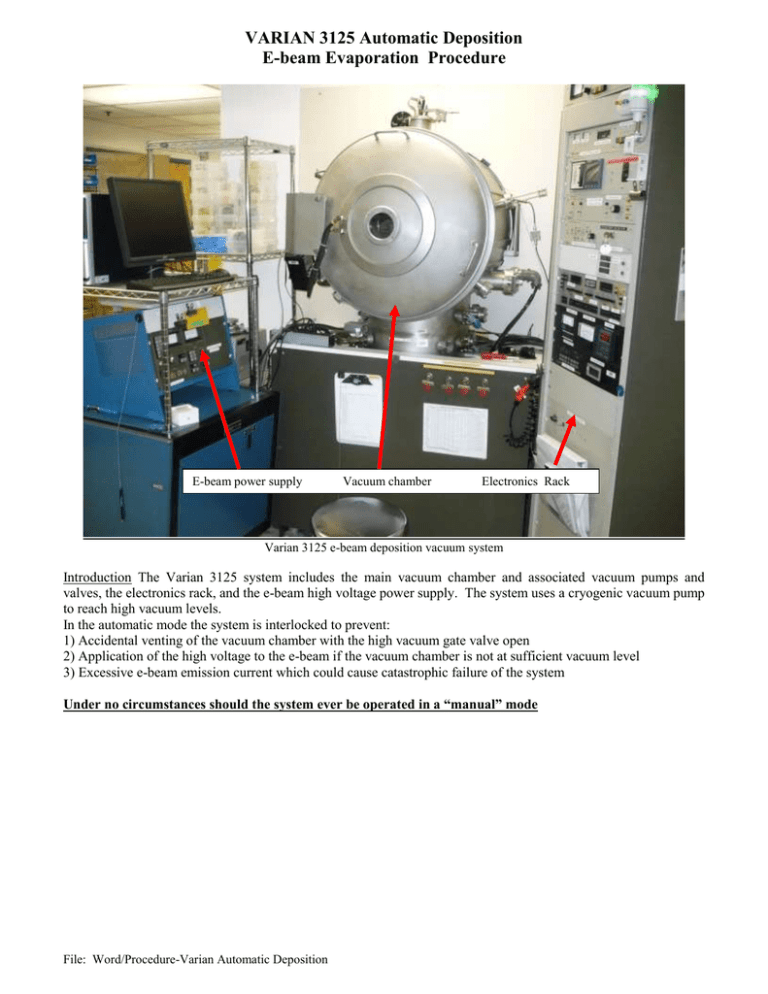 VARIAN 3125 Automatic Deposition
E-beam Evaporation Procedure
E-beam power supply
Vacuum chamber
Electronics Rack
Varian 3125 e-beam deposition vacuum system
Introduction The Varian 3125 system includes the main vacuum chamber and associated vacuum pumps and
valves, the electronics rack, and the e-beam high voltage power supply. The system uses a cryogenic vacuum pump
to reach high vacuum levels.
In the automatic mode the system is interlocked to prevent:
1) Accidental venting of the vacuum chamber with the high vacuum gate valve open
2) Application of the high voltage to the e-beam if the vacuum chamber is not at sufficient vacuum level
3) Excessive e-beam emission current which could cause catastrophic failure of the system
Under no circumstances should the system ever be operated in a “manual” mode
File: Word/Procedure-Varian Automatic Deposition